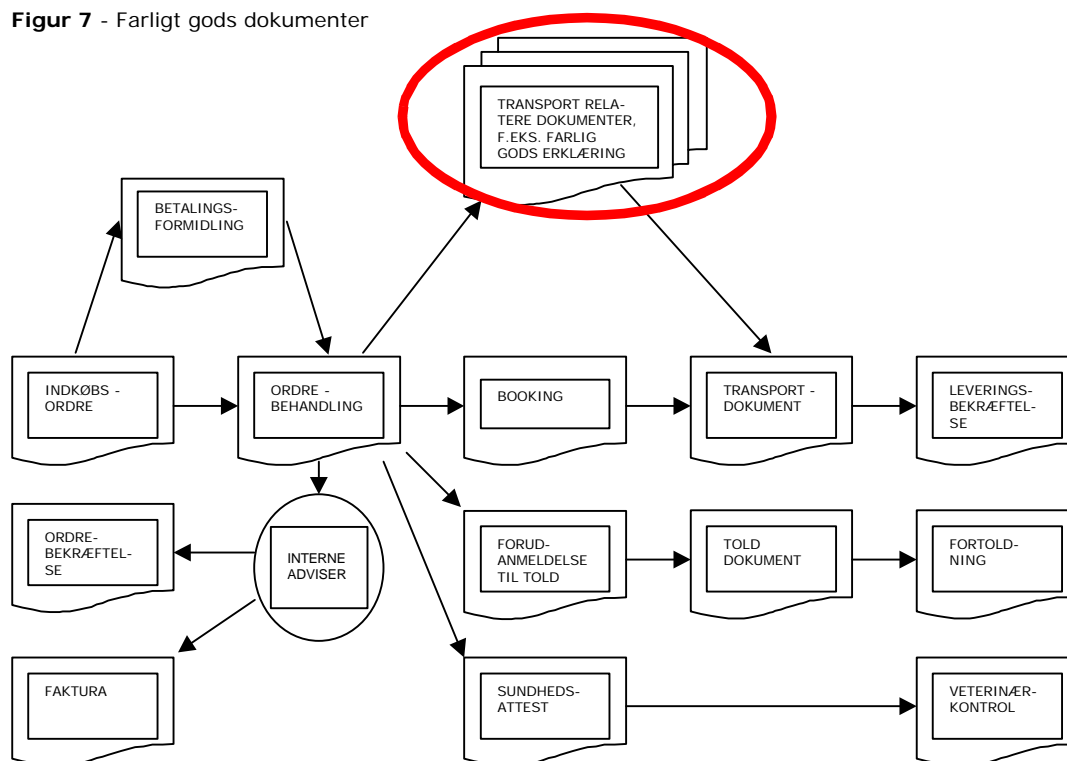 Figur 7 - Farligt gods dokumenter
TRANSPORT RELA-
TERE DOKUMENTER,
F.EKS. FARLIG
GODS ERKLÆRING
BETALINGS-
FORMIDLING
INDKØBS -
ORDRE
ORDRE -
BEHANDLING
BOOKING
TRANSPORT -
DOKUMENT
LEVERINGS-
BEKRÆFTEL-
SE
ORDRE-
BEKRÆFTEL-
SE
INTERNE
ADVISER
FORUD-
ANMELDELSE
TIL TOLD
TOLD
DOKUMENT
FORTOLD-
NING
FAKTURA
SUNDHEDS-
ATTEST
VETERINÆR-
KONTROL